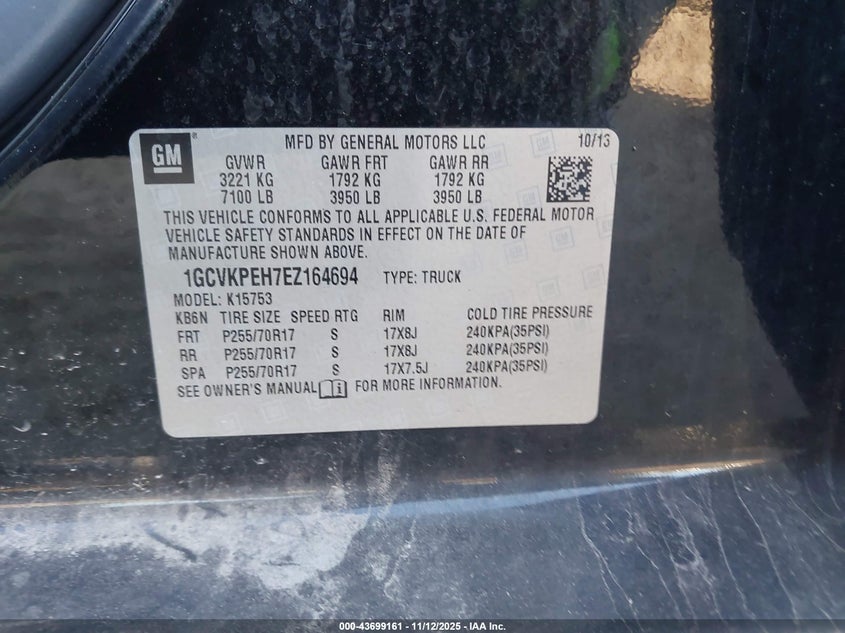 GM
®
MFD BY GENERAL MOTORS LLC 10/13
GVWR GAWR FRT GAWR RR
3221 KG 1792 KG 1792 KG
7100 LB 3950 LB 3950 LB
THIS VEHICLE CONFORMS TO ALL APPLICABLE U.S. FEDERAL MOTOR
VEHICLE SAFETY STANDARDS IN EFFECT ON THE DATE OF
MANUFACTURE SHOWN ABOVE.
1GCVKPEH7EZ164694 TYPE: TRUCK
MODEL: K15753
KB6N TIRE SIZE SPEED RTG RIM COLD TIRE PRESSURE
FRT P255/70R17 S 17X8J 240KPA(35PSI)
RR P255/70R17 S 17X8J 240KPA(35PSI)
SPA P255/70R17 S 17X7.5J 240KPA(35PSI)
SEE OWNER'S MANUAL FOR MORE INFORMATION.
000-43699161 - 11/12/2025 - IAA Inc.